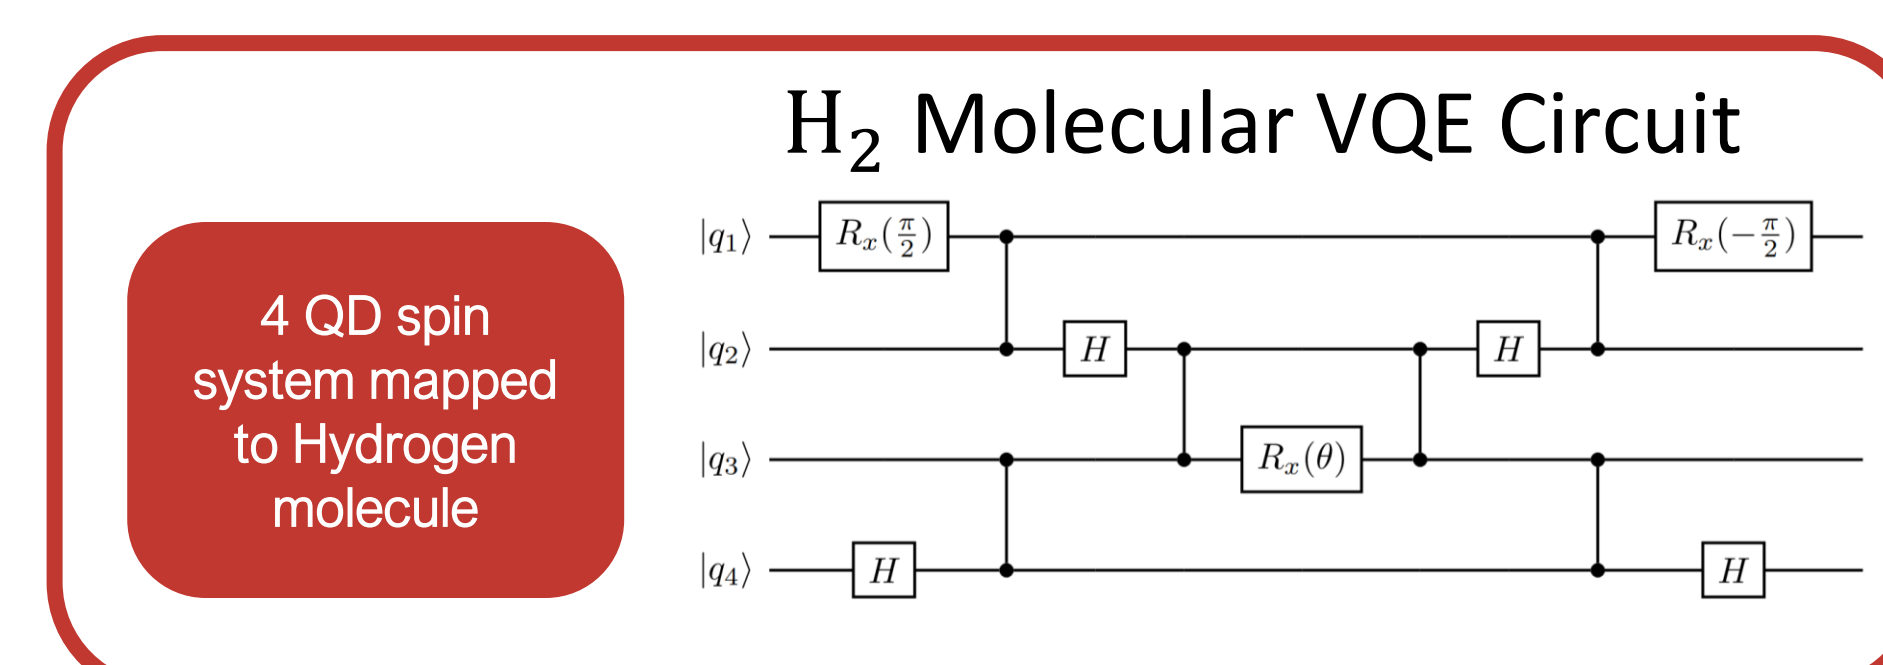 H₂ Molecular VQE Circuit
4 QD spin
system mapped
to Hydrogen
molecule
|q₁⟩ Rₓ(π/2) Rₓ(−π/2)
|q₂⟩ H H
|q₃⟩ Rₓ(θ)
|q₄⟩ H H